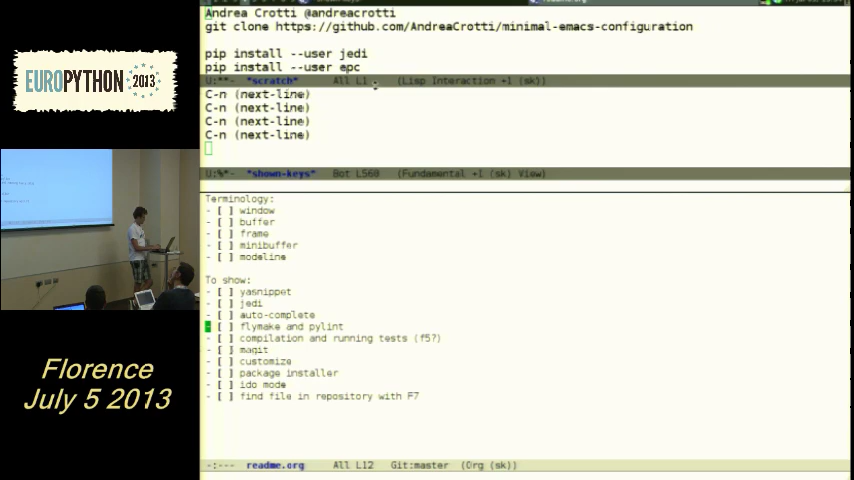 EUROPYTHON 2013
Florence
July 5 2013
Andrea Crotti @andreacrotti
git clone https://github.com/AndreaCrotti/minimal-emacs-configuration
pip install --user jedi
pip install --user epc
U:**- *scratch* All L1 (Lisp Interaction +1 (sk))
C-n (next-line)
C-n (next-line)
C-n (next-line)
C-n (next-line)
U:%*- *shown-keys* Bot L560 (Fundamental +1 (sk) View)
Terminology:
- [ ] window
- [ ] buffer
- [ ] frame
- [ ] minibuffer
- [ ] modeline
To show:
- [ ] yasnippet
- [ ] jedi
- [ ] auto-complete
- [ ] flymake and pylint
- [ ] compilation and running tests (f5?)
- [ ] magit
- [ ] customize
- [ ] package installer
- [ ] ido mode
- [ ] find file in repository with F7
-:--- readme.org All L12 Git:master (Org (sk))